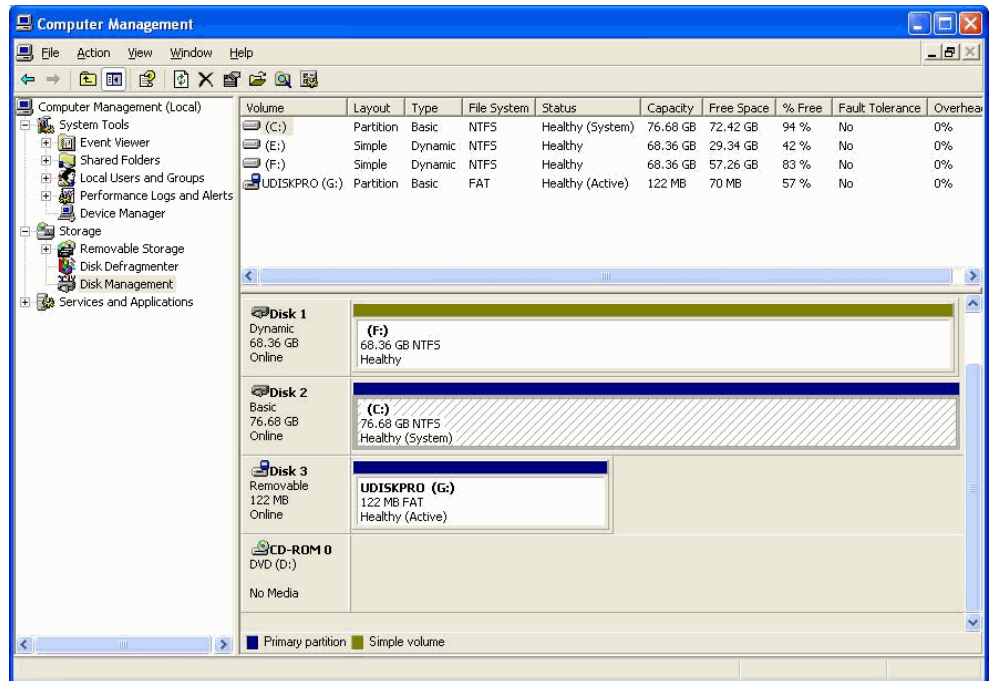 Computer Management
File Action View Window Help
Computer Management (Local)
System Tools
Event Viewer
Shared Folders
Local Users and Groups
Performance Logs and Alerts
Device Manager
Storage
Removable Storage
Disk Defragmenter
Disk Management
Services and Applications
Volume Layout Type File System Status Capacity Free Space % Free Fault Tolerance Overhea
(C:) Partition Basic NTFS Healthy (System) 76.68 GB 72.42 GB 94 % No 0%
(E:) Simple Dynamic NTFS Healthy 68.36 GB 29.34 GB 42 % No 0%
(F:) Simple Dynamic NTFS Healthy 68.36 GB 57.26 GB 83 % No 0%
UDISKPRO (G:) Partition Basic FAT Healthy (Active) 122 MB 70 MB 57 % No 0%
Disk 1
Dynamic
68.36 GB
Online
(F:)
68.36 GB NTFS
Healthy
Disk 2
Basic
76.68 GB
Online
(C:)
76.68 GB NTFS
Healthy (System)
Disk 3
Removable
122 MB
Online
UDISKPRO (G:)
122 MB FAT
Healthy (Active)
CD-ROM 0
DVD (D:)
No Media
Primary partition Simple volume